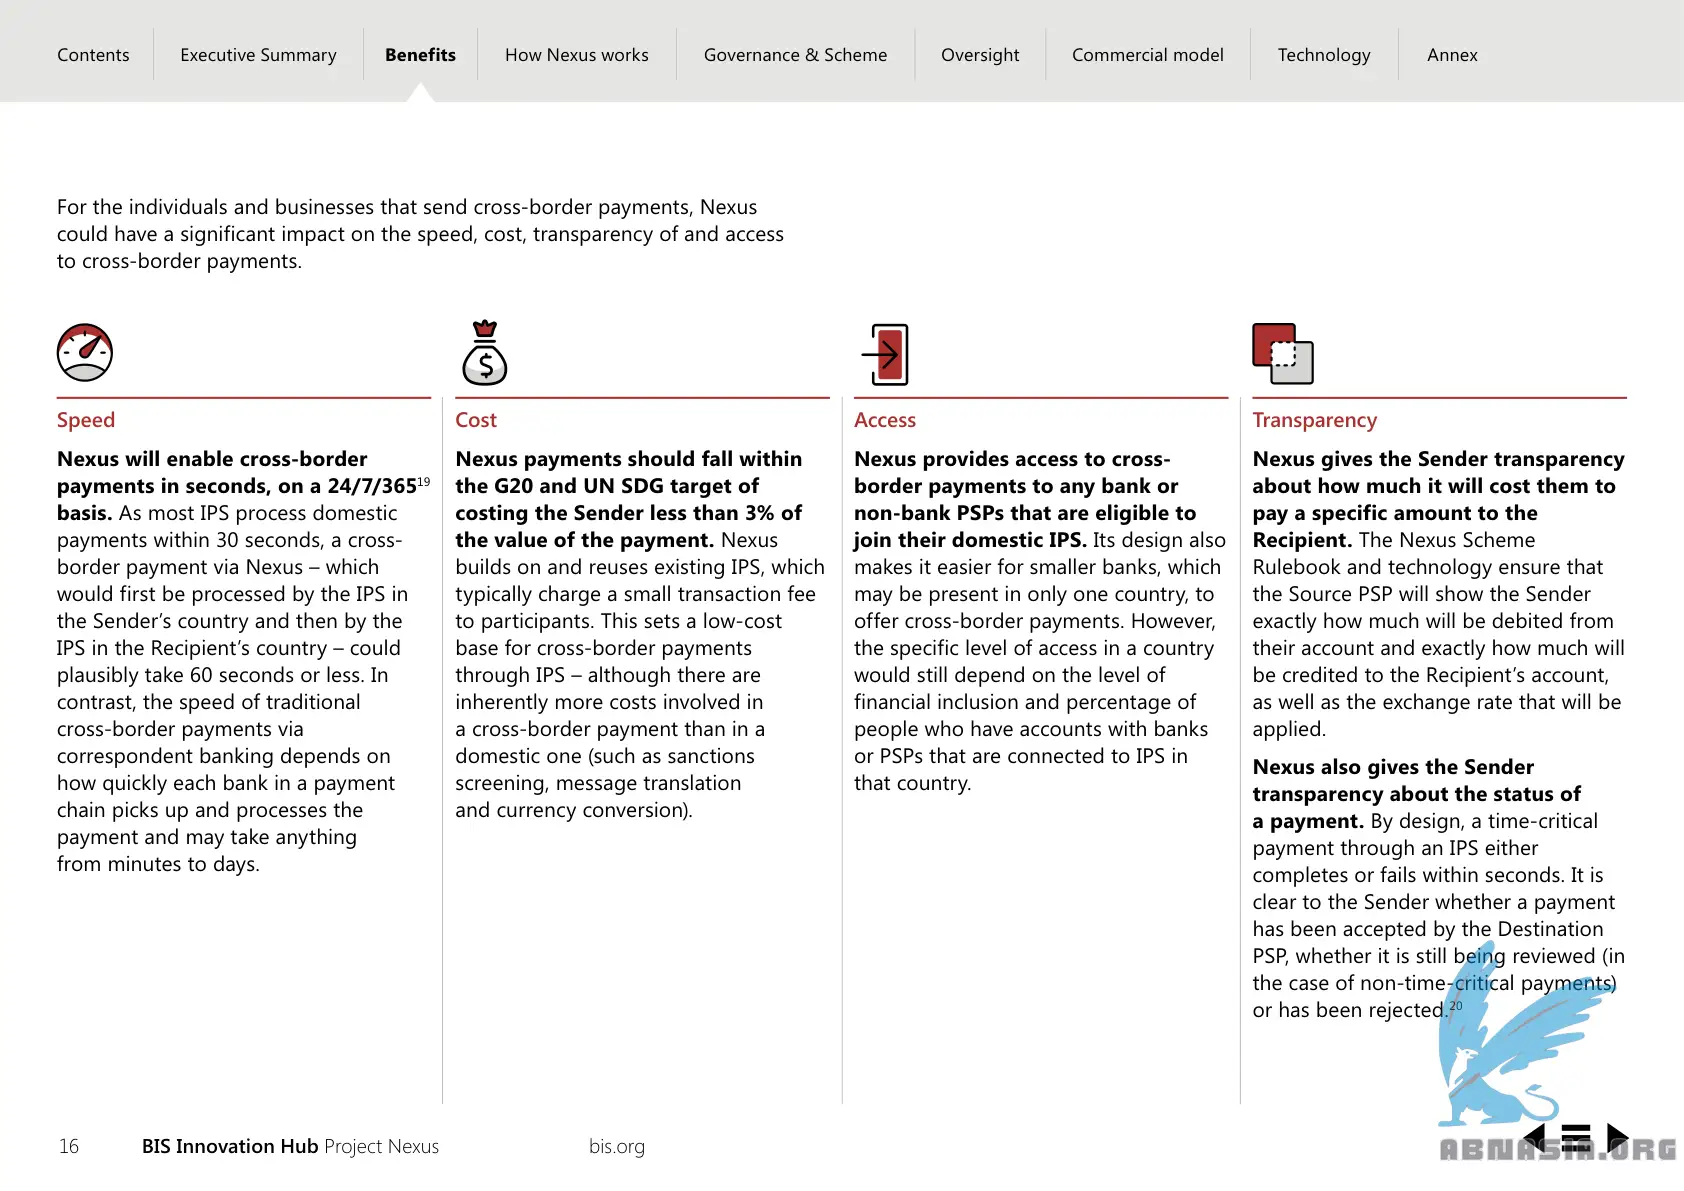 Contents
Executive Summary
Benefits
How Nexus works
Governance & Scheme
Oversight
Commercial model
Technology
Annex
For the individuals and businesses that send cross-border payments, Nexus
could have a significant impact on the speed, cost, transparency of and access
to cross-border payments.
Speed
Nexus will enable cross-border
payments in seconds, on a 24/7/365¹⁹
basis. As most IPS process domestic
payments within 30 seconds, a cross-
border payment via Nexus – which
would first be processed by the IPS in
the Sender’s country and then by the
IPS in the Recipient’s country – could
plausibly take 60 seconds or less. In
contrast, the speed of traditional
cross-border payments via
correspondent banking depends on
how quickly each bank in a payment
chain picks up and processes the
payment and may take anything
from minutes to days.
Cost
Nexus payments should fall within
the G20 and UN SDG target of
costing the Sender less than 3% of
the value of the payment. Nexus
builds on and reuses existing IPS, which
typically charge a small transaction fee
to participants. This sets a low-cost
base for cross-border payments
through IPS – although there are
inherently more costs involved in
a cross-border payment than in a
domestic one (such as sanctions
screening, message translation
and currency conversion).
Access
Nexus provides access to cross-
border payments to any bank or
non-bank PSPs that are eligible to
join their domestic IPS. Its design also
makes it easier for smaller banks, which
may be present in only one country, to
offer cross-border payments. However,
the specific level of access in a country
would still depend on the level of
financial inclusion and percentage of
people who have accounts with banks
or PSPs that are connected to IPS in
that country.
Transparency
Nexus gives the Sender transparency
about how much it will cost them to
pay a specific amount to the
Recipient. The Nexus Scheme
Rulebook and technology ensure that
the Source PSP will show the Sender
exactly how much will be debited from
their account and exactly how much will
be credited to the Recipient’s account,
as well as the exchange rate that will be
applied.
Nexus also gives the Sender
transparency about the status of
a payment. By design, a time-critical
payment through an IPS either
completes or fails within seconds. It is
clear to the Sender whether a payment
has been accepted by the Destination
PSP, whether it is still being reviewed (in
the case of non-time-critical payments)
or has been rejected.²⁰
16
BIS Innovation Hub Project Nexus
bis.org
ABNASIA.ORG